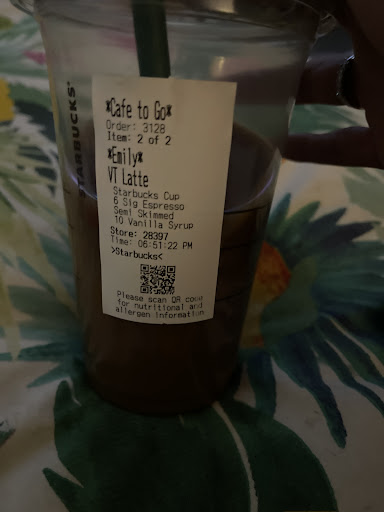 STARBUCKS
*Cafe to Go*
Order: 3128
Item: 2 of 2
*Emily*
VT Latte
Starbucks Cup
6 Sig Espresso
Semi Skimmed
10 Vanilla Syrup
Store: 28397
Time: 06:51:22 PM
>Starbucks<
Please scan QR code
for nutritional and
allergen information